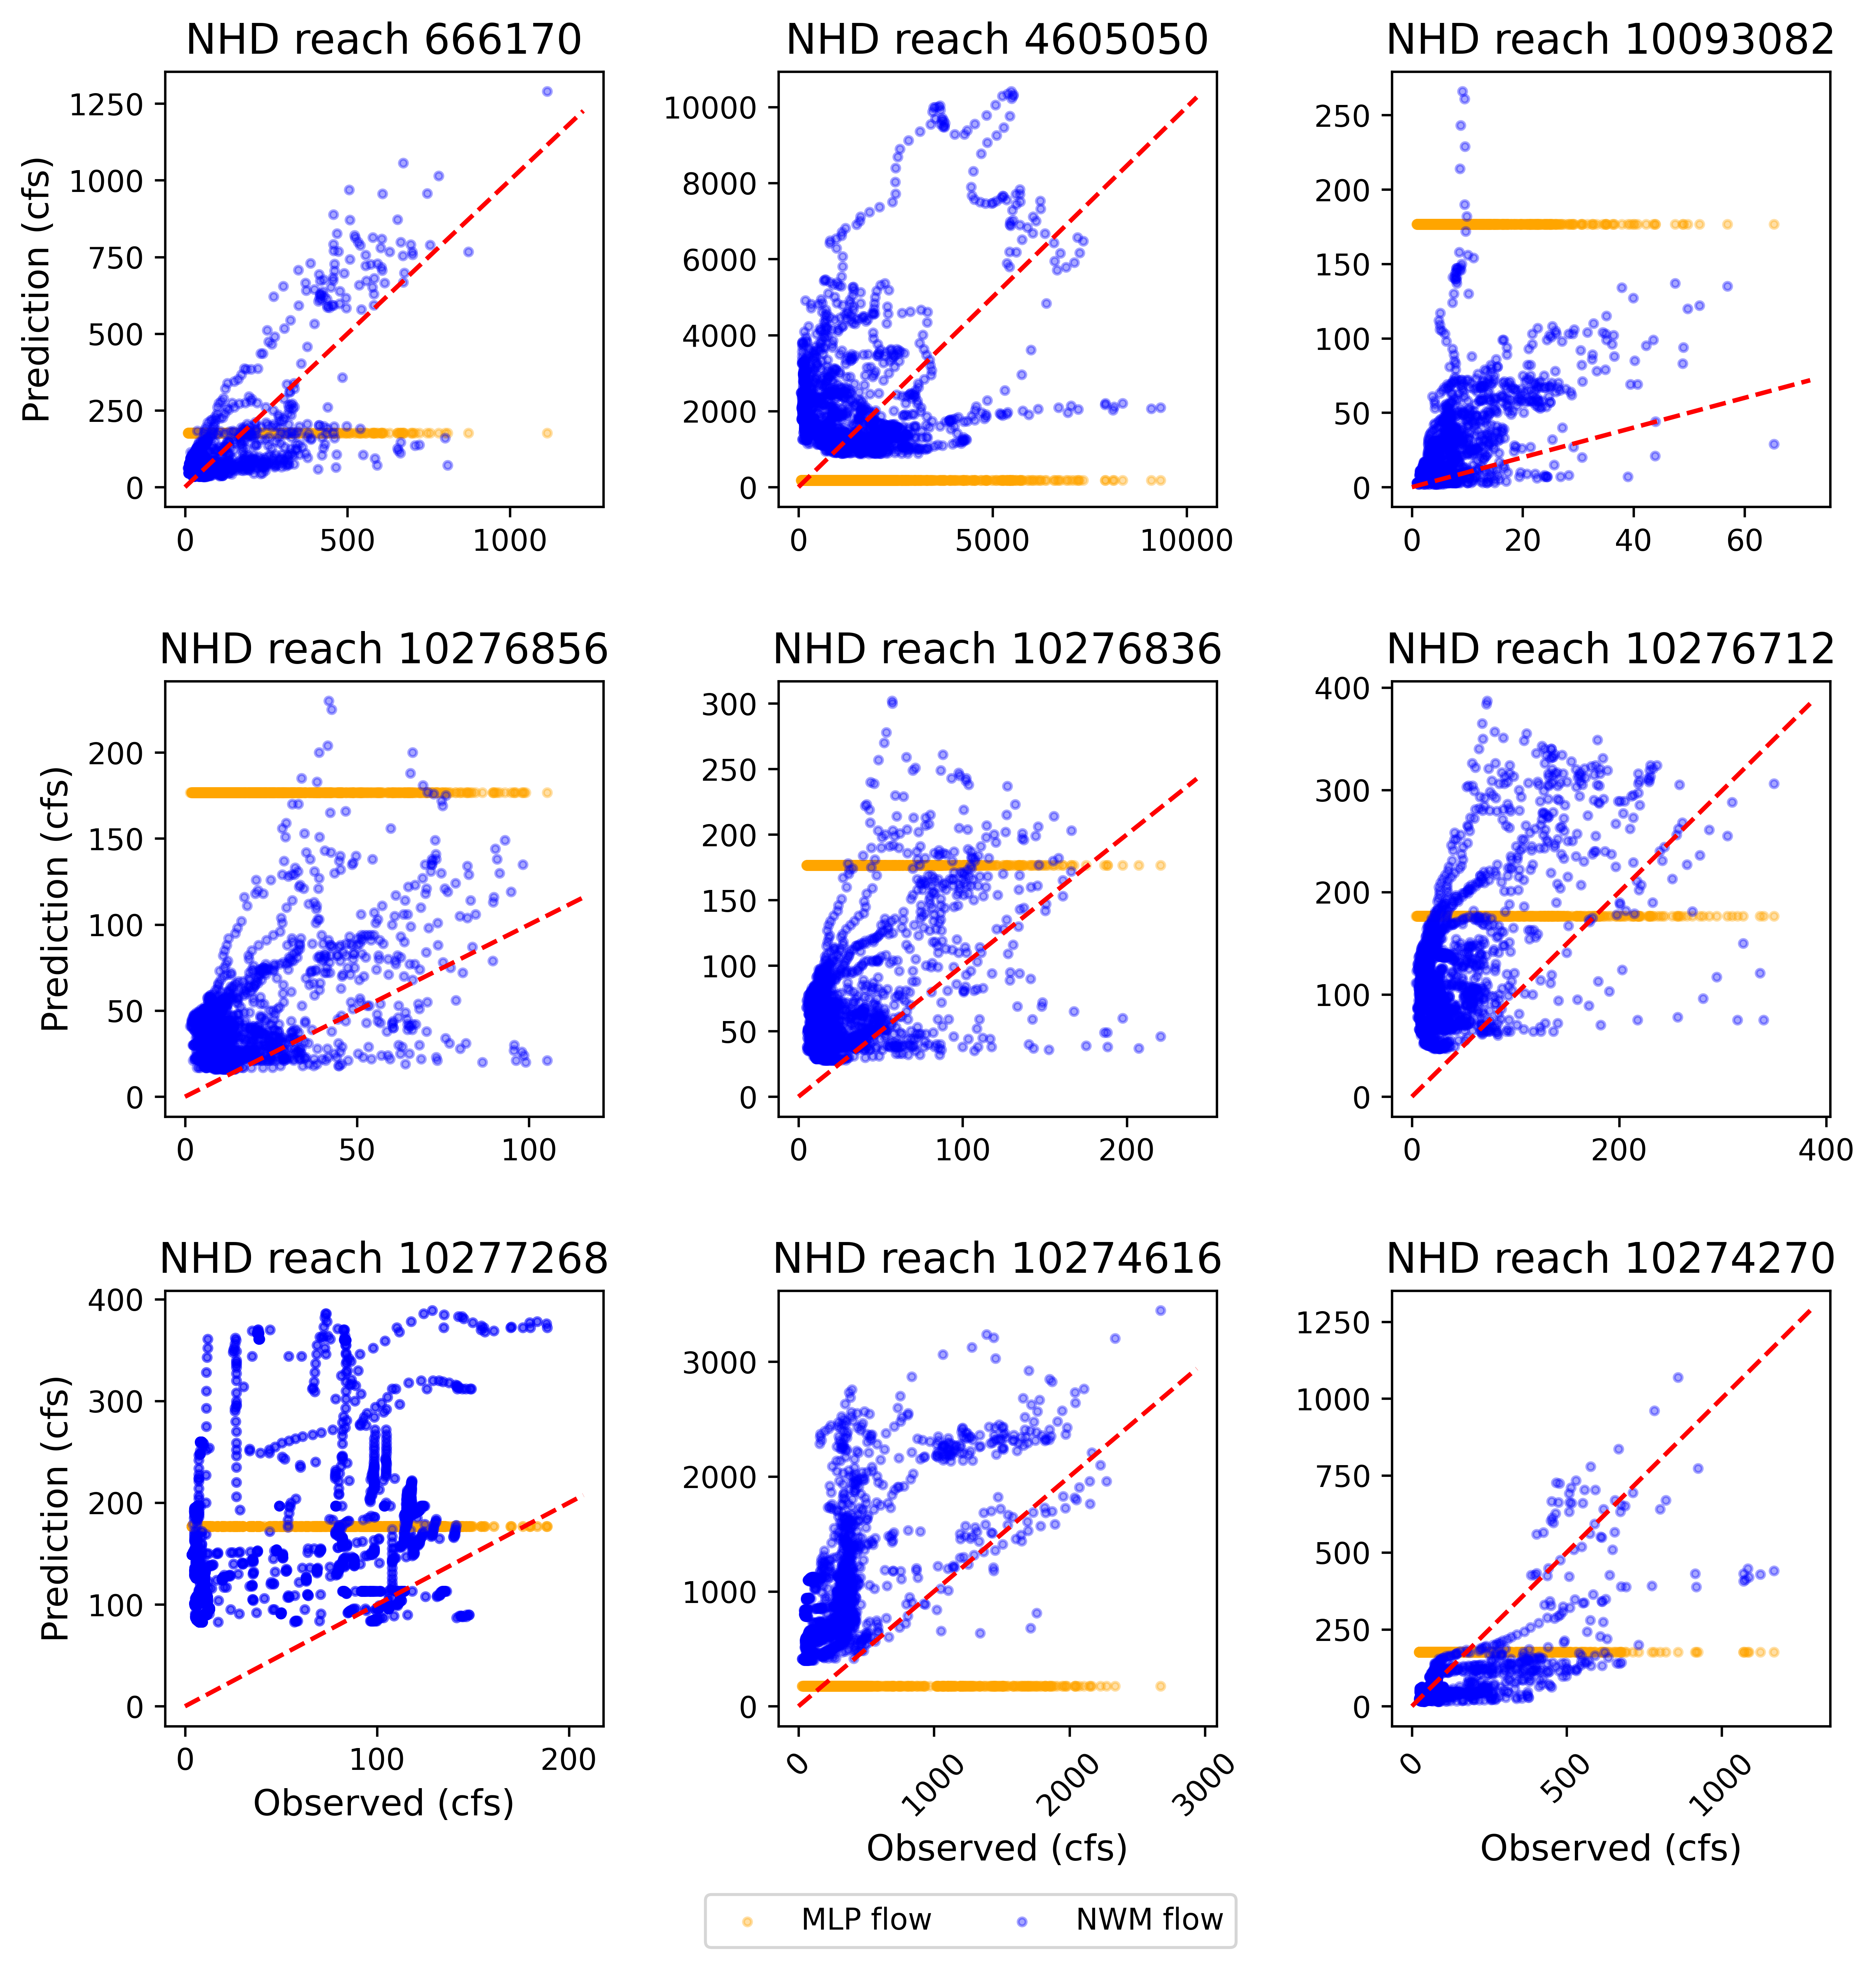 NHD reach 666170
NHD reach 4605050
NHD reach 10093082
Prediction (cfs)
1250
1000
750
500
250
0
0 500 1000
10000
8000
6000
4000
2000
0
0 5000 10000
250
200
150
100
50
0
0 20 40 60
NHD reach 10276856
NHD reach 10276836
NHD reach 10276712
Prediction (cfs)
200
150
100
50
0
0 50 100
300
250
200
150
100
50
0
0 100 200
400
300
200
100
0
0 200 400
NHD reach 10277268
NHD reach 10274616
NHD reach 10274270
Prediction (cfs)
400
300
200
100
0
0 100 200
Observed (cfs)
3000
2000
1000
0
0 1000 2000 3000
Observed (cfs)
1250
1000
750
500
250
0
0 500 1000
Observed (cfs)
MLP flow NWM flow